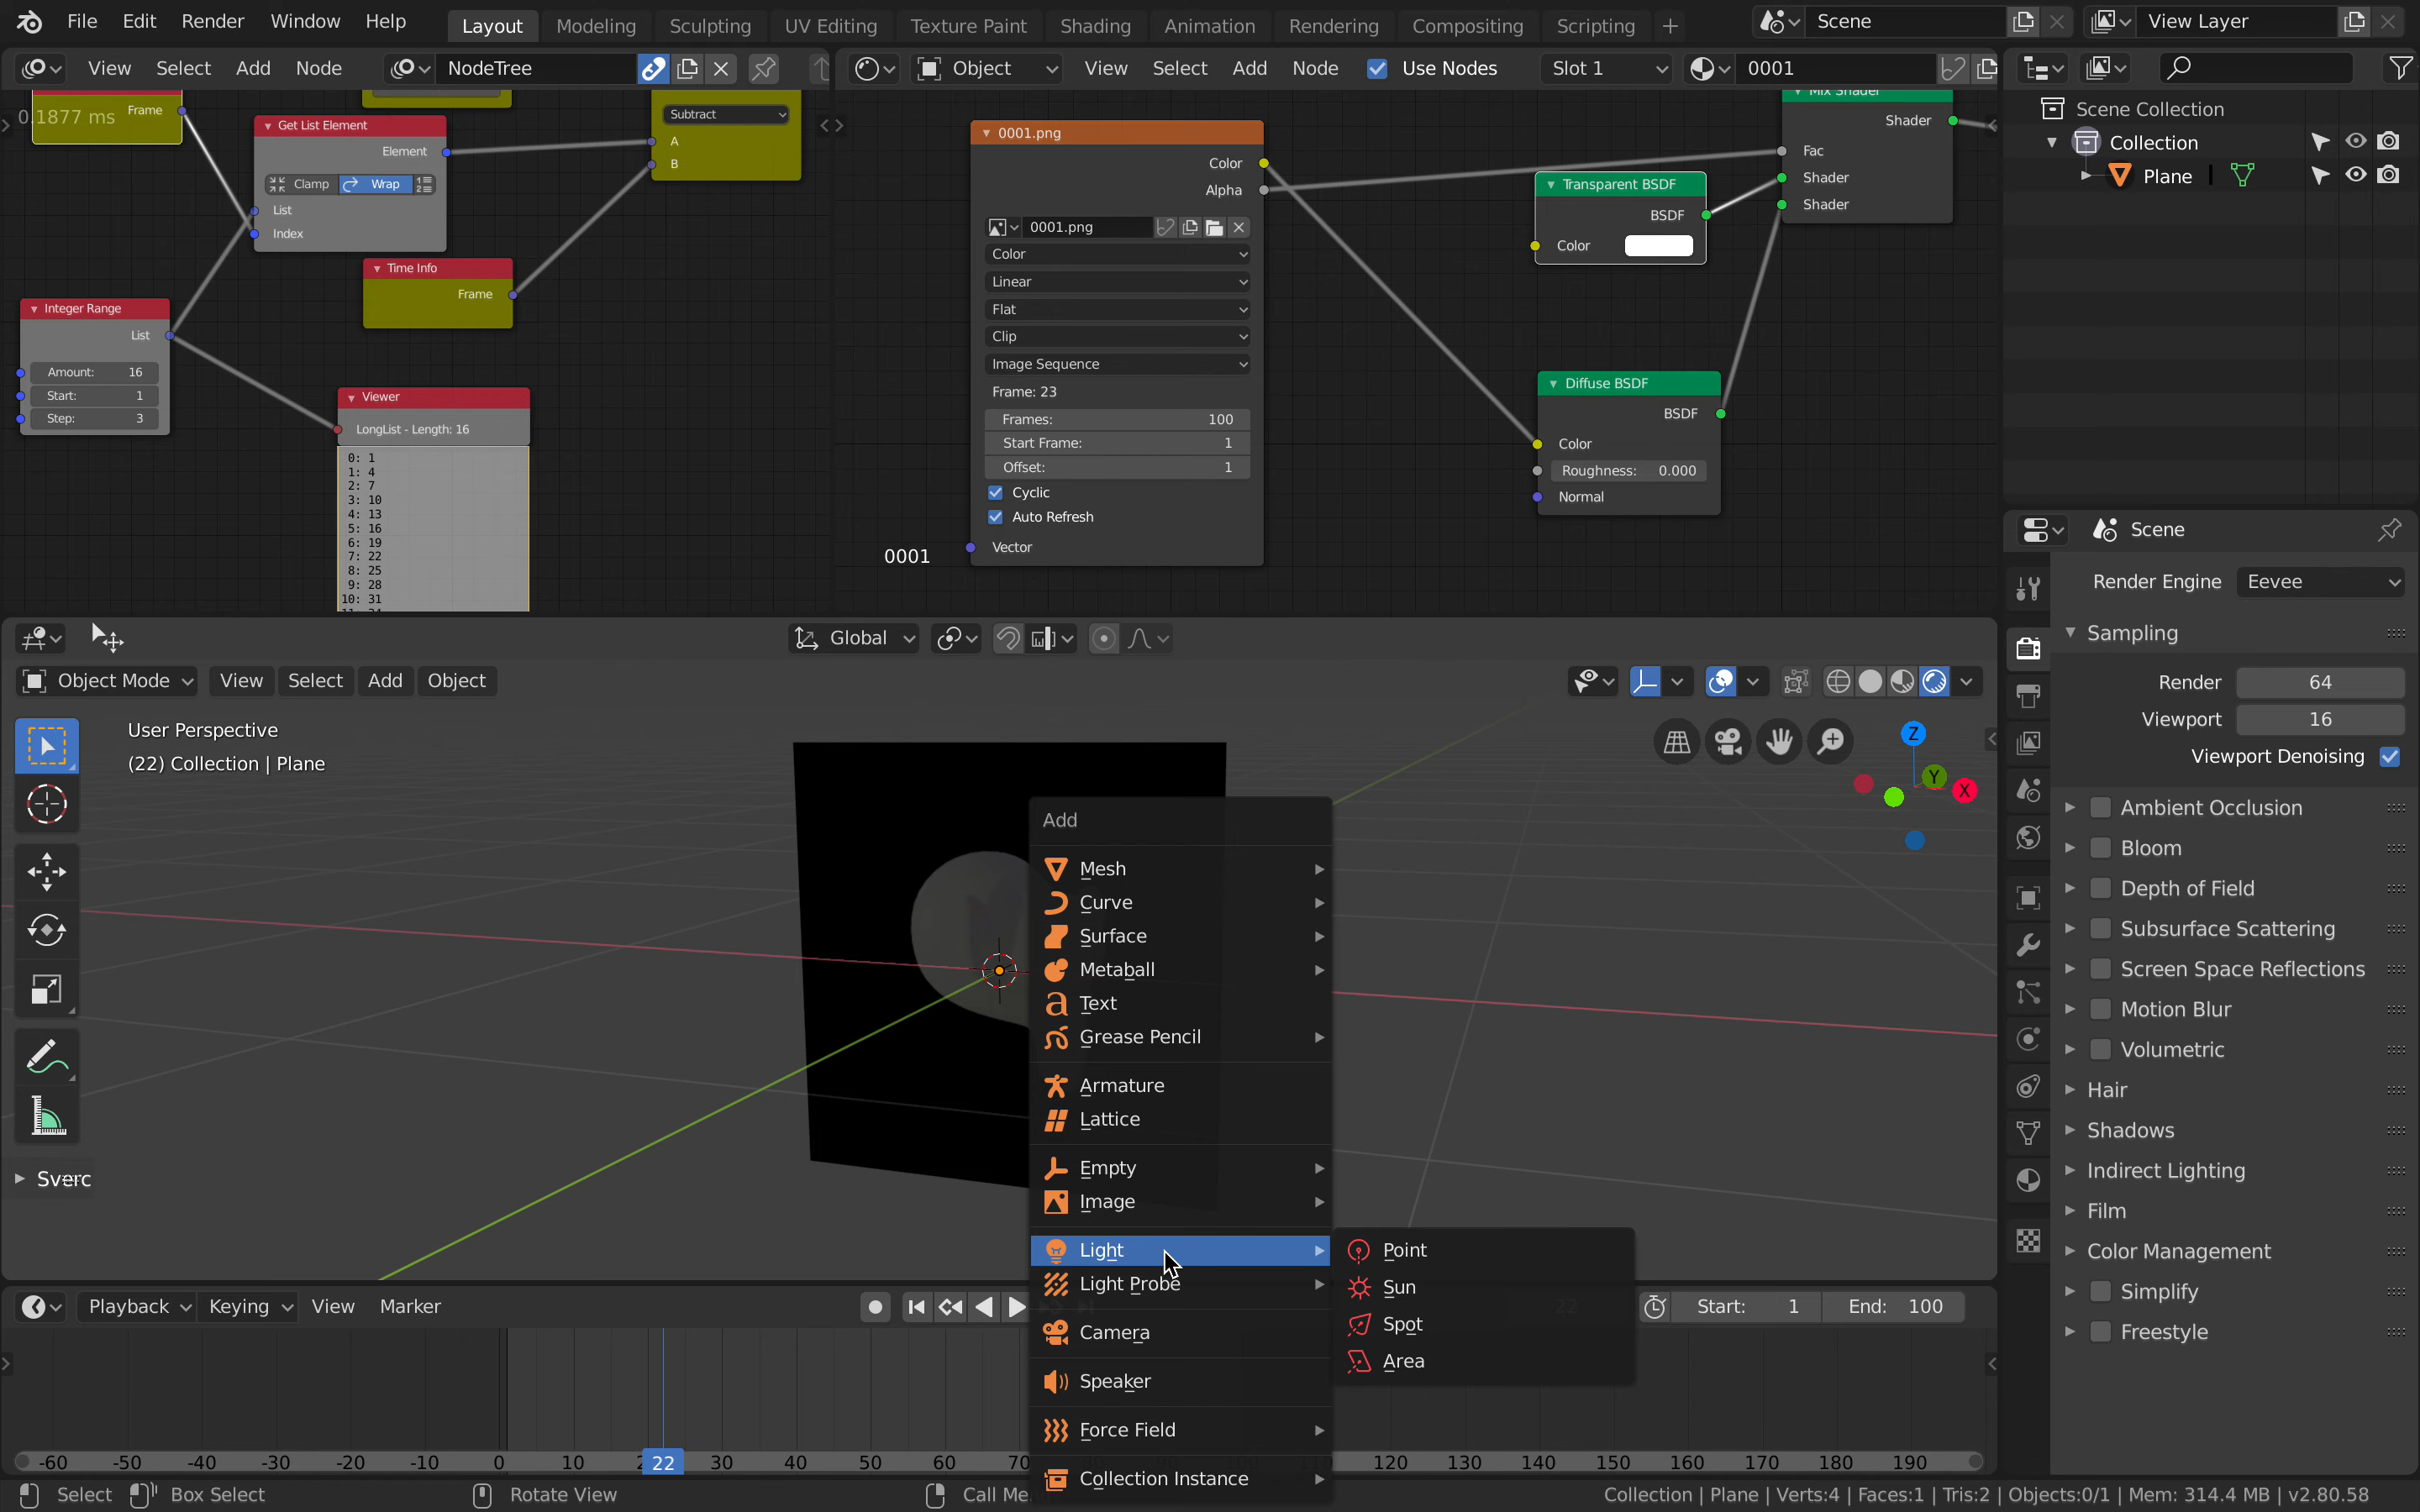 File Edit Render Window Help Layout Modeling Sculpting UV Editing Texture Paint Shading Animation Rendering Compositing Scripting + Scene View Layer
View Select Add Node NodeTree Object View Select Add Node Use Nodes Slot 1 0001
0.1877 ms
Frame
Get List Element
Element
Clamp Wrap
List
Index
Subtract
A
B
Time Info
Frame
Integer Range
List
Amount: 16
Start: 1
Step: 3
Viewer
LongList - Length: 16
0: 1
1: 4
2: 7
3: 10
4: 13
5: 16
6: 19
7: 22
8: 25
9: 28
10: 31
0001.png
Color
Alpha
0001.png
Color
Linear
Flat
Clip
Image Sequence
Frame: 23
Frames: 100
Start Frame: 1
Offset: 1
Cyclic
Auto Refresh
Vector
0001
Transparent BSDF
BSDF
Color
Mix Shader
Shader
Fac
Shader
Shader
Diffuse BSDF
BSDF
Color
Roughness: 0.000
Normal
Scene Collection
Collection
Plane
Scene
Render Engine Eevee
Sampling
Render 64
Viewport 16
Viewport Denoising
Ambient Occlusion
Bloom
Depth of Field
Subsurface Scattering
Screen Space Reflections
Motion Blur
Volumetric
Hair
Shadows
Indirect Lighting
Film
Color Management
Simplify
Freestyle
Global
Object Mode View Select Add Object
User Perspective
(22) Collection | Plane
Z
Y
X
Add
Mesh
Curve
Surface
Metaball
Text
Grease Pencil
Armature
Lattice
Empty
Image
Light
Light Probe
Camera
Speaker
Force Field
Collection Instance
Point
Sun
Spot
Area
Playback Keying View Marker 22 Start: 1 End: 100
-60 -50 -40 -30 -20 -10 0 10 22 30 40 50 60 70 120 130 140 150 160 170 180 190
Select Box Select Rotate View Call Me Collection | Plane | Verts:4 | Faces:1 | Tris:2 | Objects:0/1 | Mem: 314.4 MB | v2.80.58